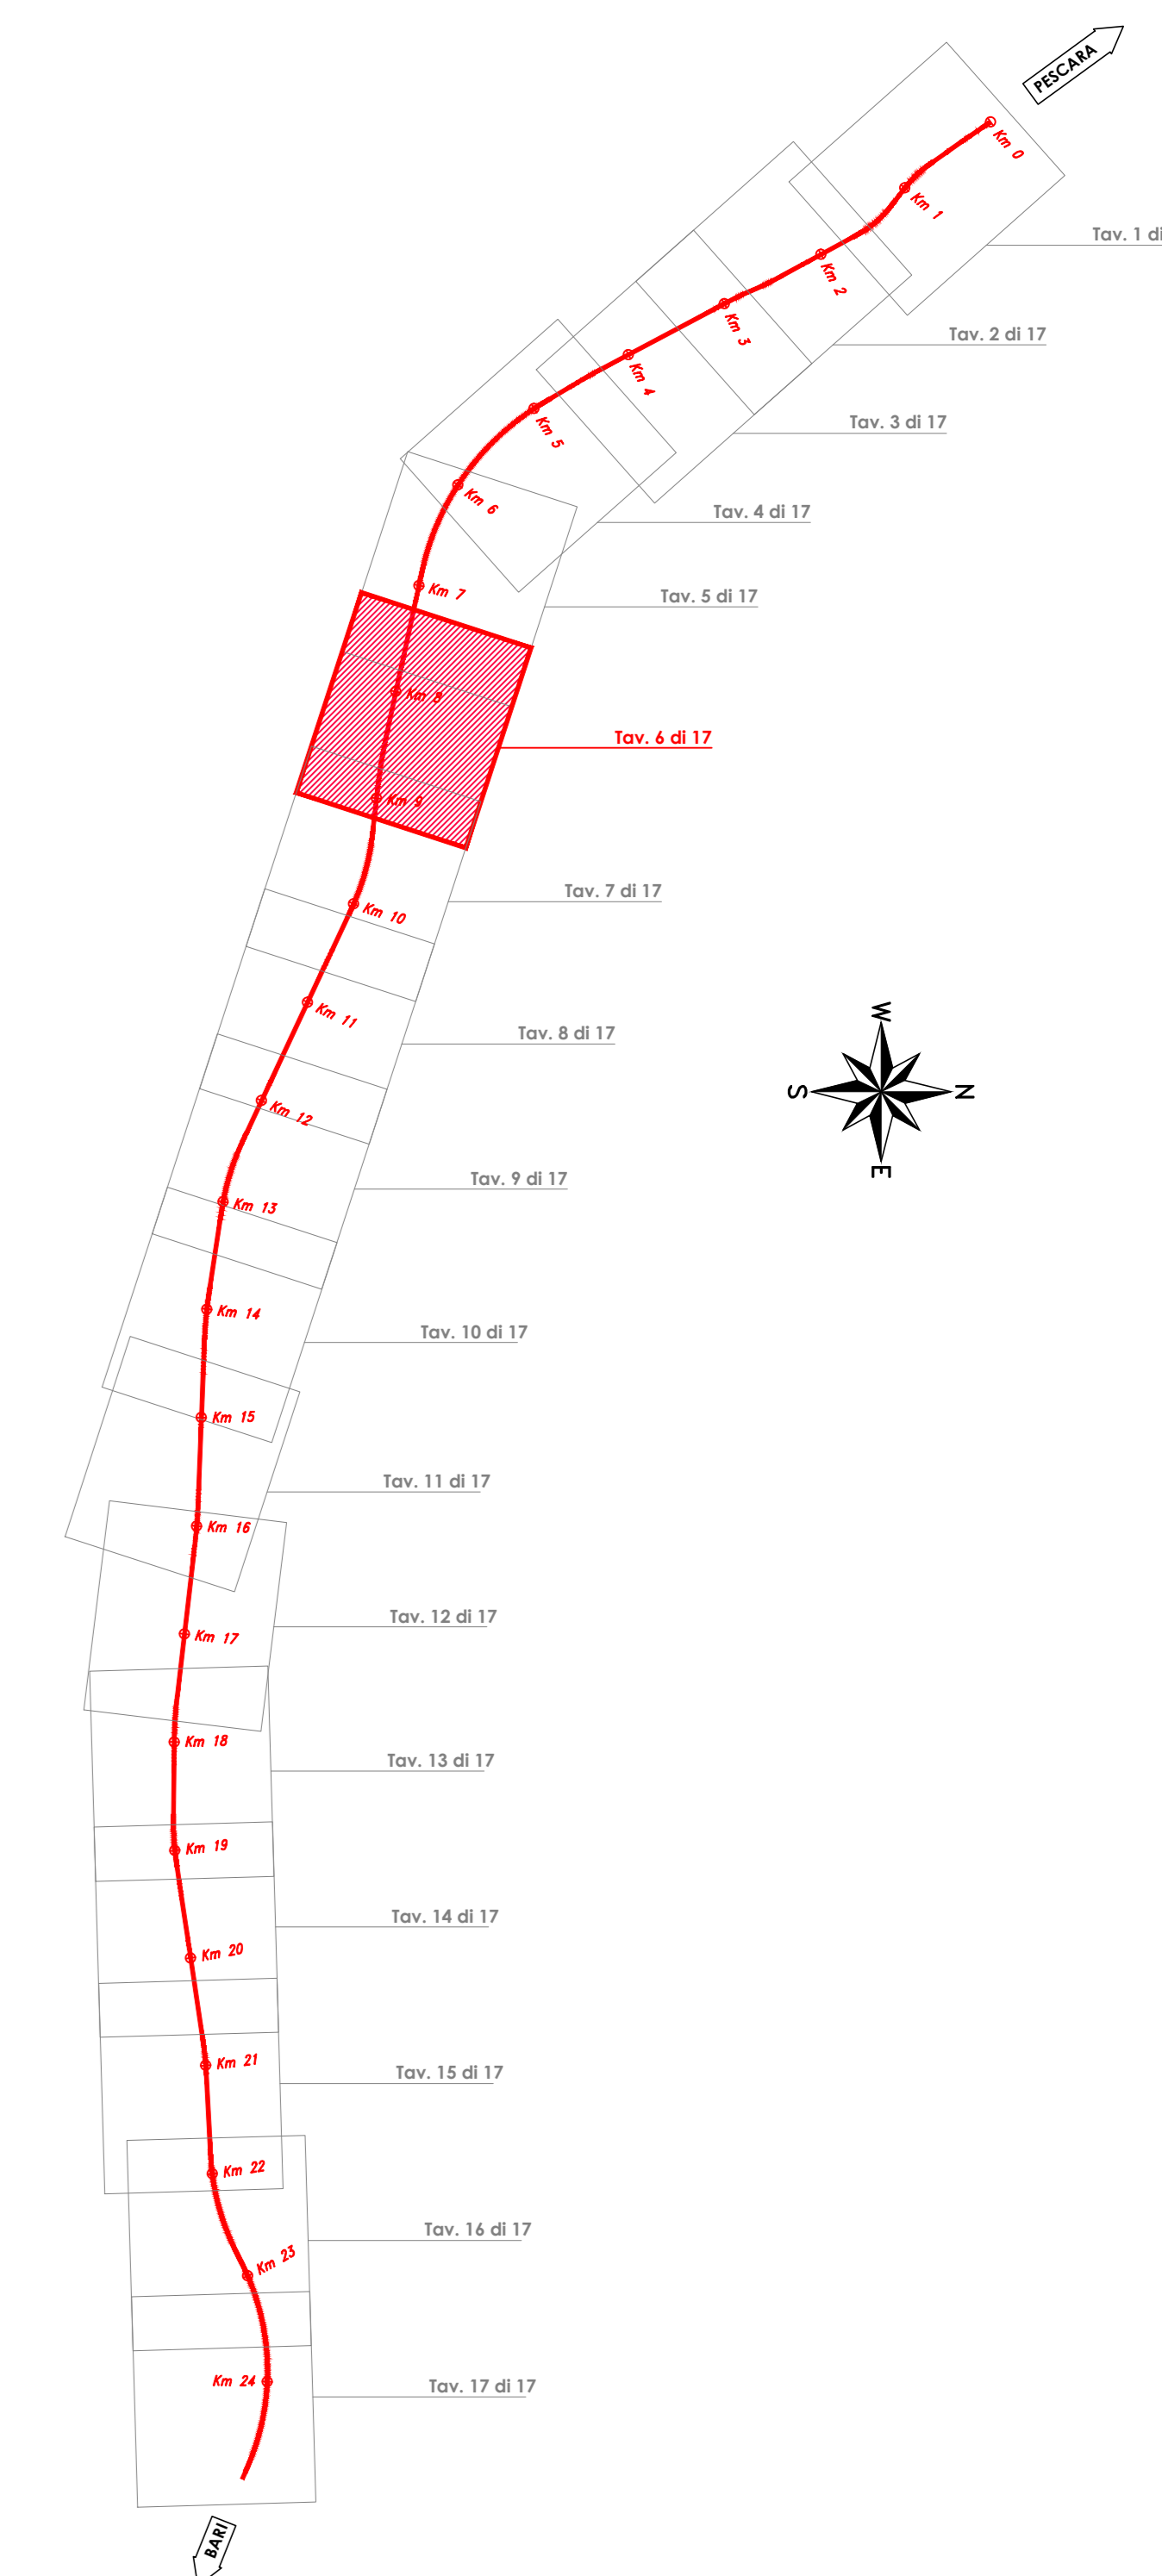 PESCARA
Km 0
Km 1
Tav. 1 di
Km 2
Km 3
Tav. 2 di 17
Km 4
Km 5
Tav. 3 di 17
Km 6
Tav. 4 di 17
Km 7
Tav. 5 di 17
Km 8
Tav. 6 di 17
Km 9
Tav. 7 di 17
Km 10
Km 11
W
Tav. 8 di 17
S
N
Km 12
E
Tav. 9 di 17
Km 13
Km 14
Tav. 10 di 17
Km 15
Tav. 11 di 17
Km 16
Tav. 12 di 17
Km 17
Km 18
Tav. 13 di 17
Km 19
Tav. 14 di 17
Km 20
Km 21
Tav. 15 di 17
Km 22
Tav. 16 di 17
Km 23
Km 24
Tav. 17 di 17
BARI